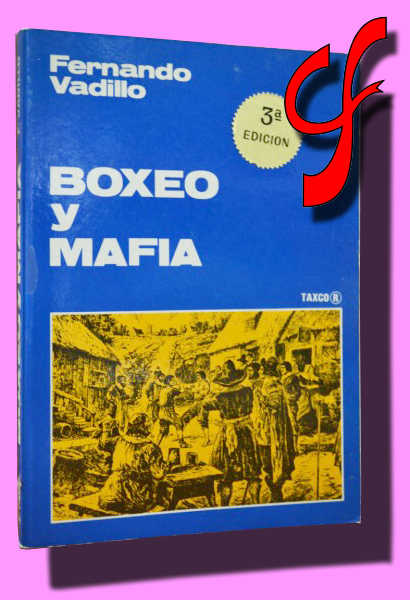 Fernando
Vadillo
3ª
EDICION
BOXEO
y
MAFIA
TAXCO®